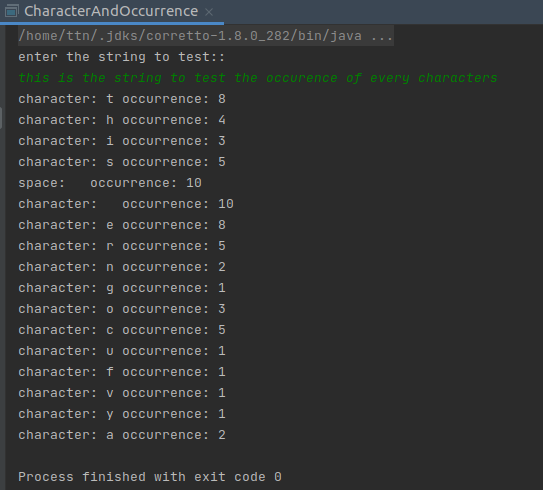 CharacterAndOccurrence ×
/home/ttn/.jdks/corretto-1.8.0_282/bin/java ...
enter the string to test::
this is the string to test the occurence of every characters
character: t occurrence: 8
character: h occurrence: 4
character: i occurrence: 3
character: s occurrence: 5
space:   occurrence: 10
character:   occurrence: 10
character: e occurrence: 8
character: r occurrence: 5
character: n occurrence: 2
character: g occurrence: 1
character: o occurrence: 3
character: c occurrence: 5
character: u occurrence: 1
character: f occurrence: 1
character: v occurrence: 1
character: y occurrence: 1
character: a occurrence: 2
Process finished with exit code 0